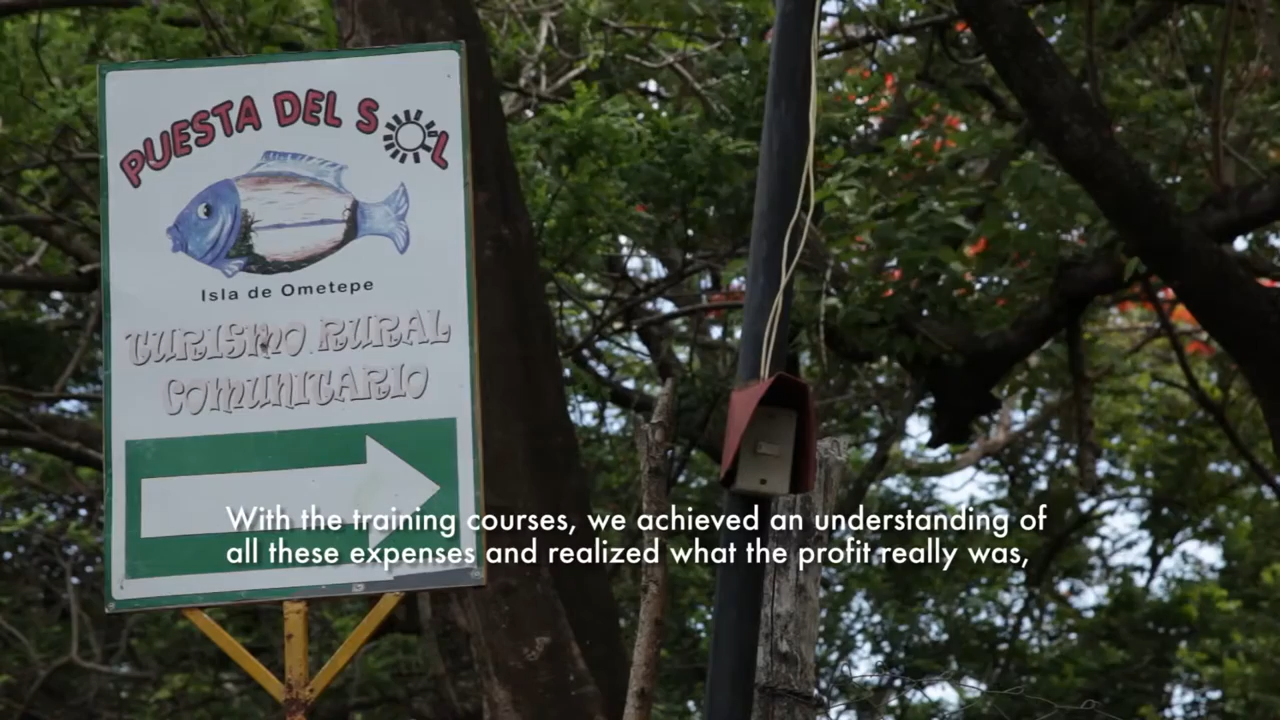 PUESTA DEL SOL
Isla de Ometepe
TURISMO RURAL
COMUNITARIO
With the training courses, we achieved an understanding of
all these expenses and realized what the profit really was,